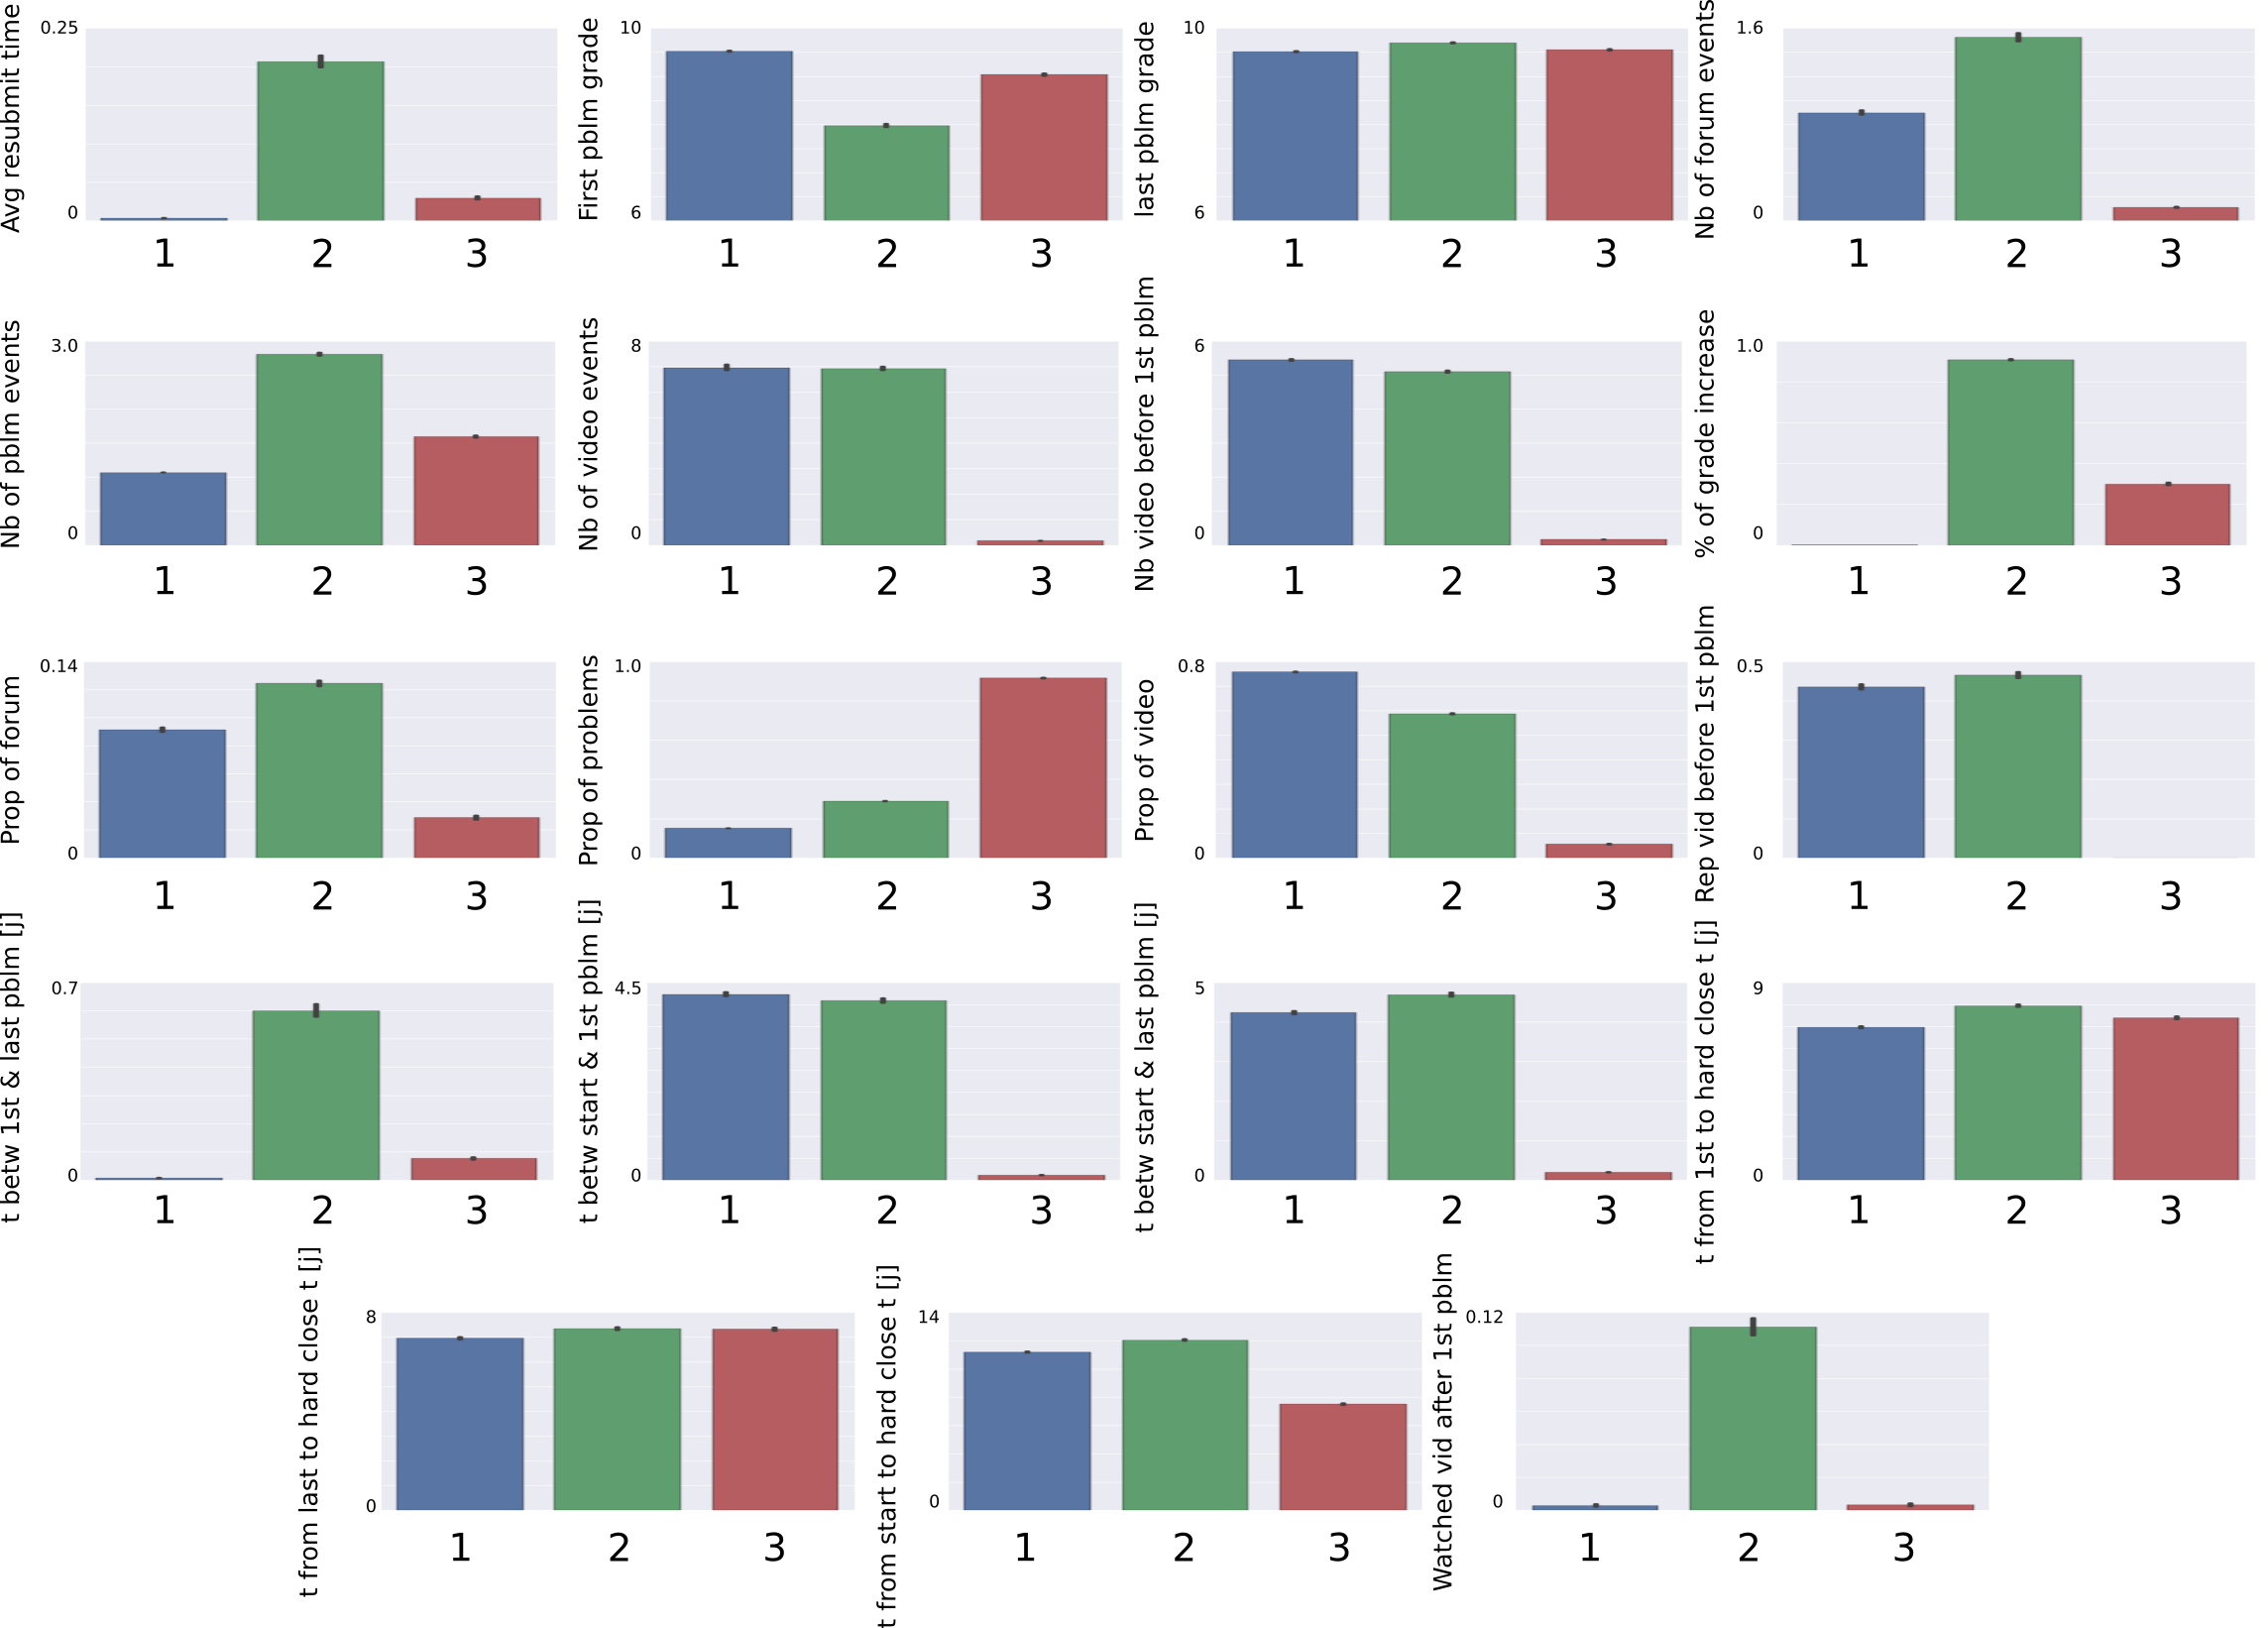 Avg resubmit time
0.25
0
1 2 3
First pblm grade
10
6
1 2 3
last pblm grade
10
6
1 2 3
Nb of forum events
1.6
0
1 2 3
Nb of pblm events
3.0
0
1 2 3
Nb of video events
8
0
1 2 3
Nb video before 1st pblm
6
0
1 2 3
% of grade increase
1.0
0
1 2 3
Prop of forum
0.14
0
1 2 3
Prop of problems
1.0
0
1 2 3
Prop of video
0.8
0
1 2 3
Rep vid before 1st pblm
0.5
0
1 2 3
t betw 1st & last pblm [j]
0.7
0
1 2 3
t betw start & 1st pblm [j]
4.5
0
1 2 3
t betw start & last pblm [j]
5
0
1 2 3
t from 1st to hard close t [j]
9
0
1 2 3
t from last to hard close t [j]
8
0
1 2 3
t from start to hard close t [j]
14
0
1 2 3
Watched vid after 1st pblm
0.12
0
1 2 3